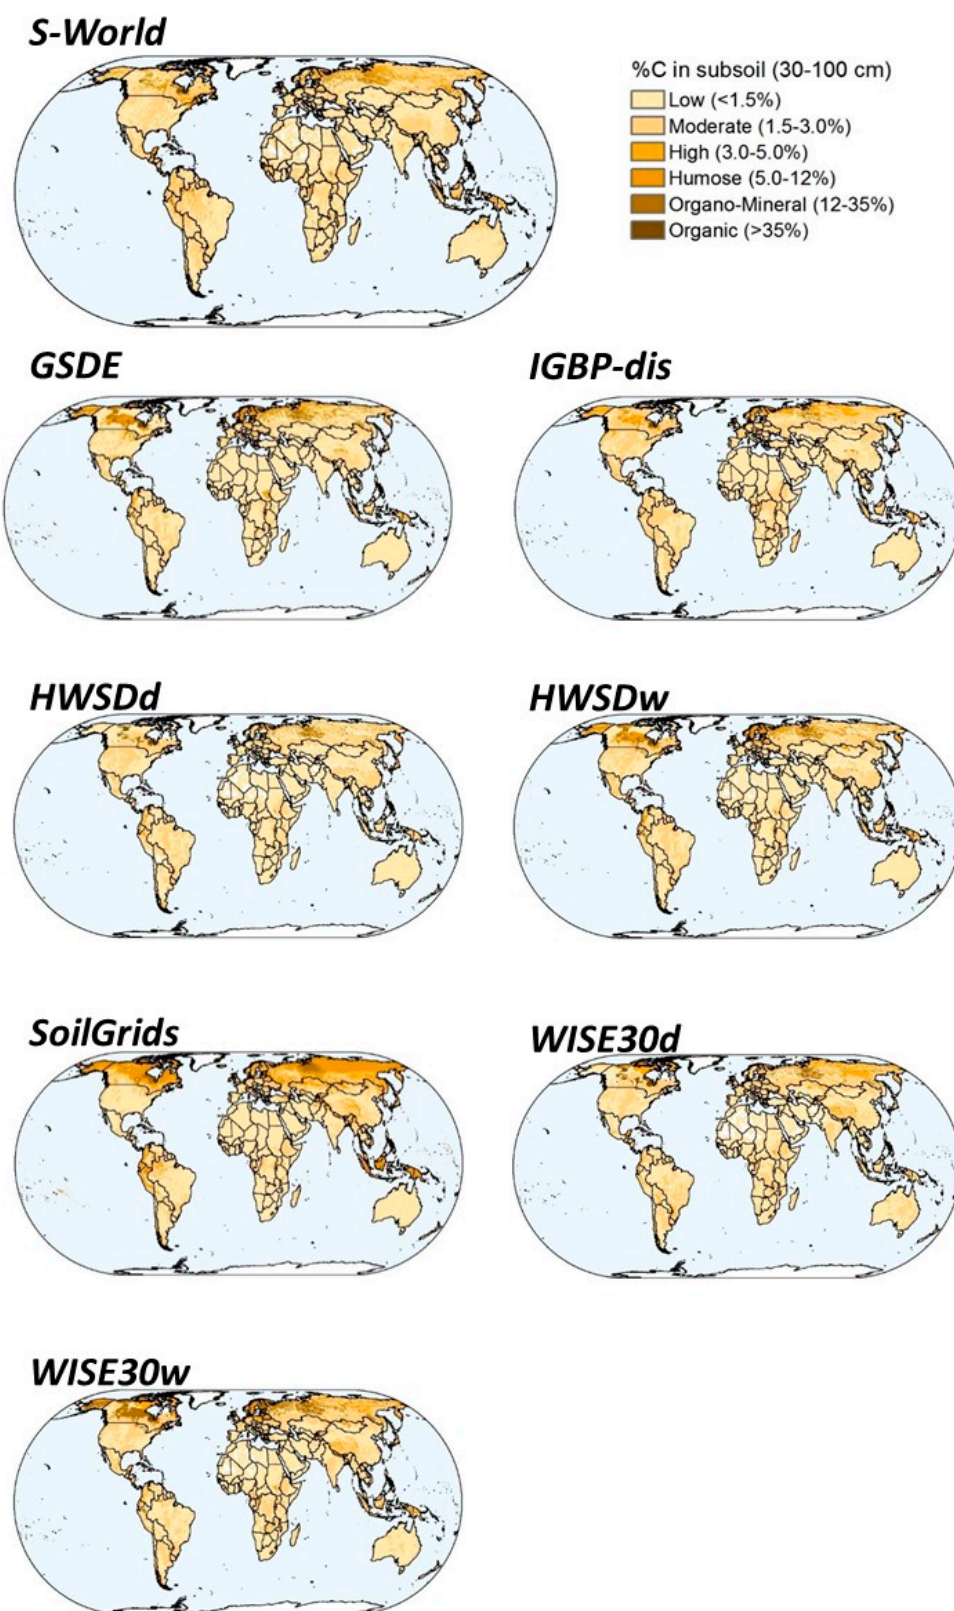 S-World
%C in subsoil (30-100 cm)
Low (<1.5%)
Moderate (1.5-3.0%)
High (3.0-5.0%)
Humose (5.0-12%)
Organo-Mineral (12-35%)
Organic (>35%)
GSDE
IGBP-dis
HWSDd
HWSDw
SoilGrids
WISE30d
WISE30w